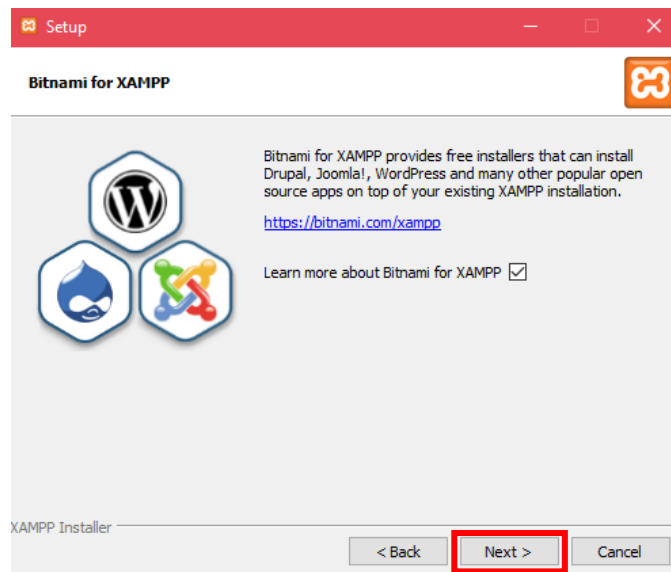 Setup
Bitnami for XAMPP
Bitnami for XAMPP provides free installers that can install
Drupal, Joomla!, WordPress and many other popular open
source apps on top of your existing XAMPP installation.
https://bitnami.com/xampp
Learn more about Bitnami for XAMPP
XAMPP Installer
< Back Next > Cancel